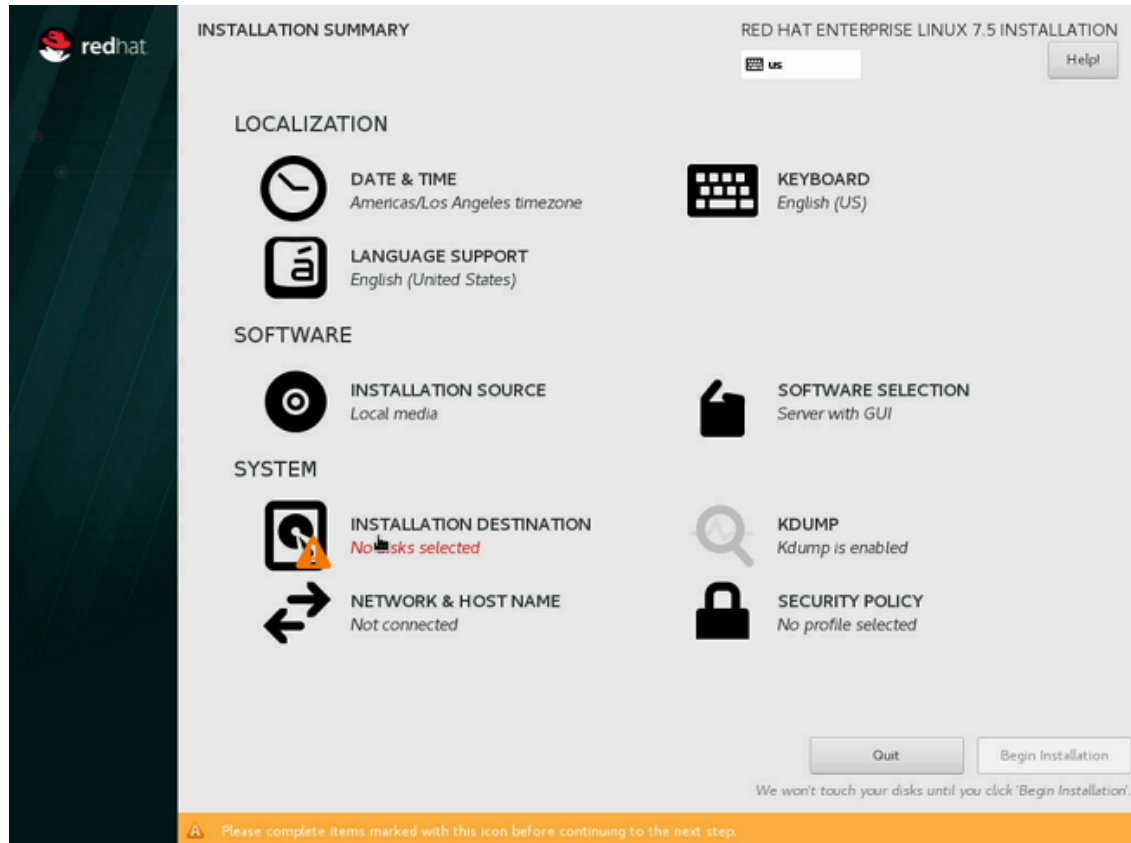 redhat
INSTALLATION SUMMARY
RED HAT ENTERPRISE LINUX 7.5 INSTALLATION
us
Help!
LOCALIZATION
DATE & TIME
Americas/Los Angeles timezone
KEYBOARD
English (US)
LANGUAGE SUPPORT
English (United States)
SOFTWARE
INSTALLATION SOURCE
Local media
SOFTWARE SELECTION
Server with GUI
SYSTEM
INSTALLATION DESTINATION
No disks selected
KDUMP
Kdump is enabled
NETWORK & HOST NAME
Not connected
SECURITY POLICY
No profile selected
Quit
Begin Installation
We won't touch your disks until you click 'Begin Installation'.
Please complete items marked with this icon before continuing to the next step.